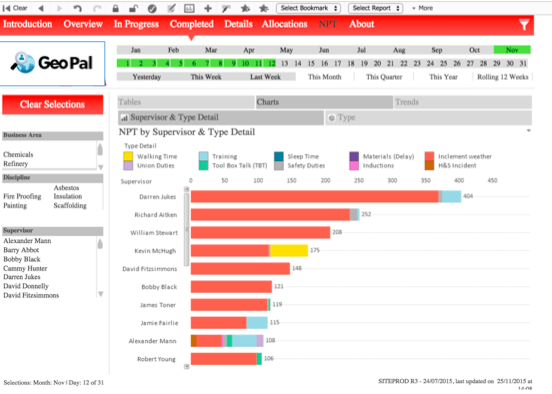 Clear Back Forward
Select Bookmark Select Report More
Introduction Overview In Progress Completed Details Allocations NPT About
Jan Feb Mar Apr May Jun Jul Aug Sep Oct Nov
1 2 3 4 5 6 7 8 9 10 11 12 13 14 15 16 17 18 19 20 21 22 23 24 25 26 27 28 29 30 31
Yesterday This Week Last Week This Month This Quarter This Year Rolling 12 Weeks
GeoPal
Clear Selections
Tables Charts Trends
Supervisor & Type Detail Type
NPT by Supervisor & Type Detail
Type Detail
Walking Time Training Sleep Time Materials (Delay) Inclement weather
Union Duties Tool Box Talk (TBT) Safety Duties Inductions H&S Incident
Business Area
Chemicals
Refinery
Discipline
Asbestos
Fire Proofing Insulation
Painting Scaffolding
Supervisor
Alexander Mann
Barry Abbot
Bobby Black
Cammy Hunter
Darren Jukes
David Donnelly
David Fitzsimmons
Supervisor
0 50 100 150 200 250 300 350 400 450
Darren Jukes 404
Richard Aitken 252
William Stewart 208
Kevin McHugh 175
David Fitzsimmons 148
Bobby Black 121
James Toner 119
Jamie Fairlie 115
Alexander Mann 108
Robert Young 106
Selections: Month: Nov | Day: 12 of 31
SITEPROD R3 - 24/07/2015, last updated on 25/11/2015 at